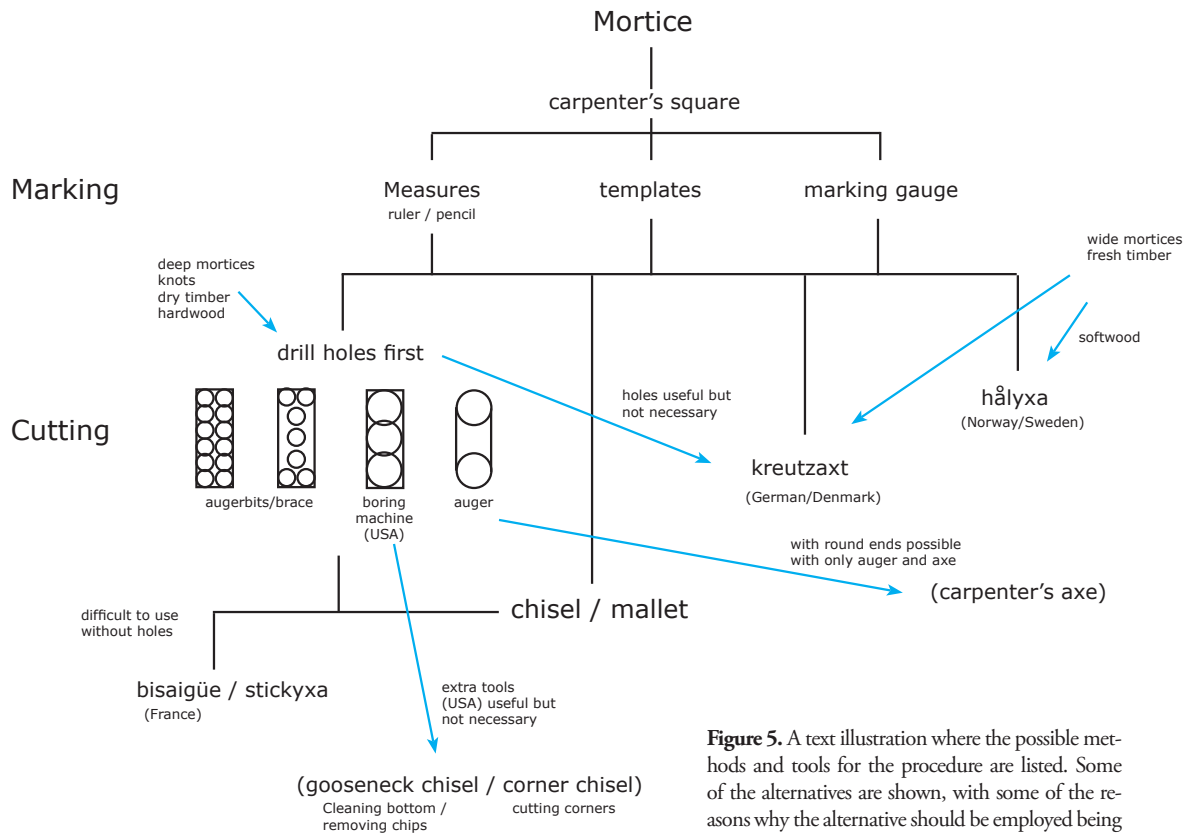 Mortice
carpenter's square
Marking
Measures
ruler / pencil
templates
marking gauge
deep mortices
knots
dry timber
hardwood
wide mortices
fresh timber
softwood
drill holes first
holes useful but
not necessary
hålyxa
(Norway/Sweden)
Cutting
kreutzaxt
(German/Denmark)
augerbits/brace
boring
machine
(USA)
auger
with round ends possible
with only auger and axe
(carpenter's axe)
chisel / mallet
difficult to use
without holes
bisaigüe / stickyxa
(France)
extra tools
(USA) useful but
not necessary
(gooseneck chisel / corner chisel)
Cleaning bottom /
removing chips
cutting corners
Figure 5. A text illustration where the possible met-
hods and tools for the procedure are listed. Some
of the alternatives are shown, with some of the re-
asons why the alternative should be employed being